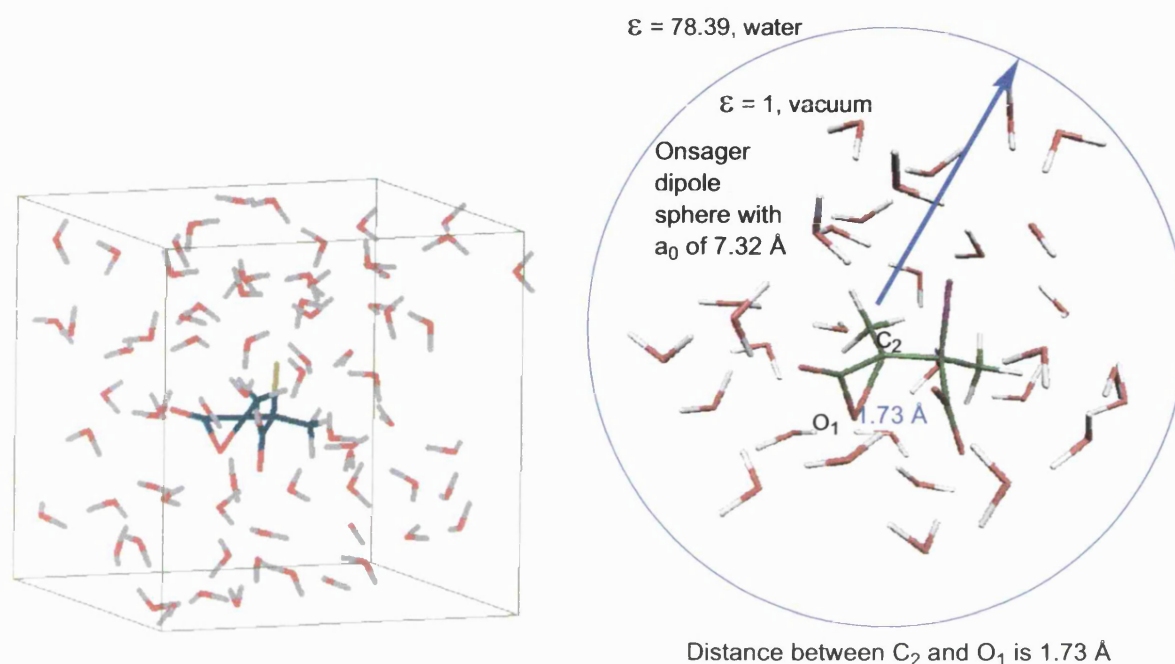 ε = 78.39, water
ε = 1, vacuum
Onsager
dipole
sphere with
a₀ of 7.32 Å
C₂
O₁
1.73 Å
Distance between C₂ and O₁ is 1.73 Å